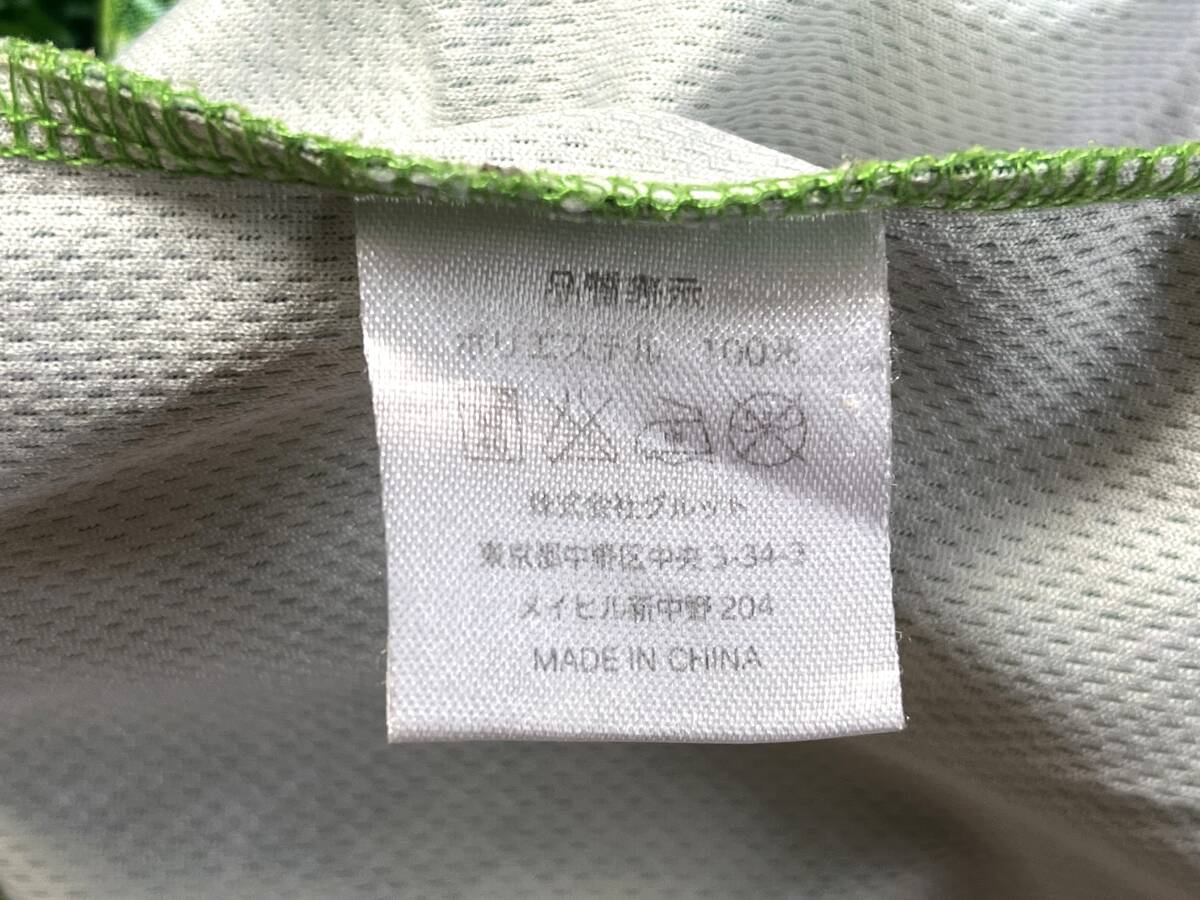 品質表示
ポリエステル 100%
株式会社グルット
東京都中野区中央5-34-3
メイビル新中野 204
MADE IN CHINA